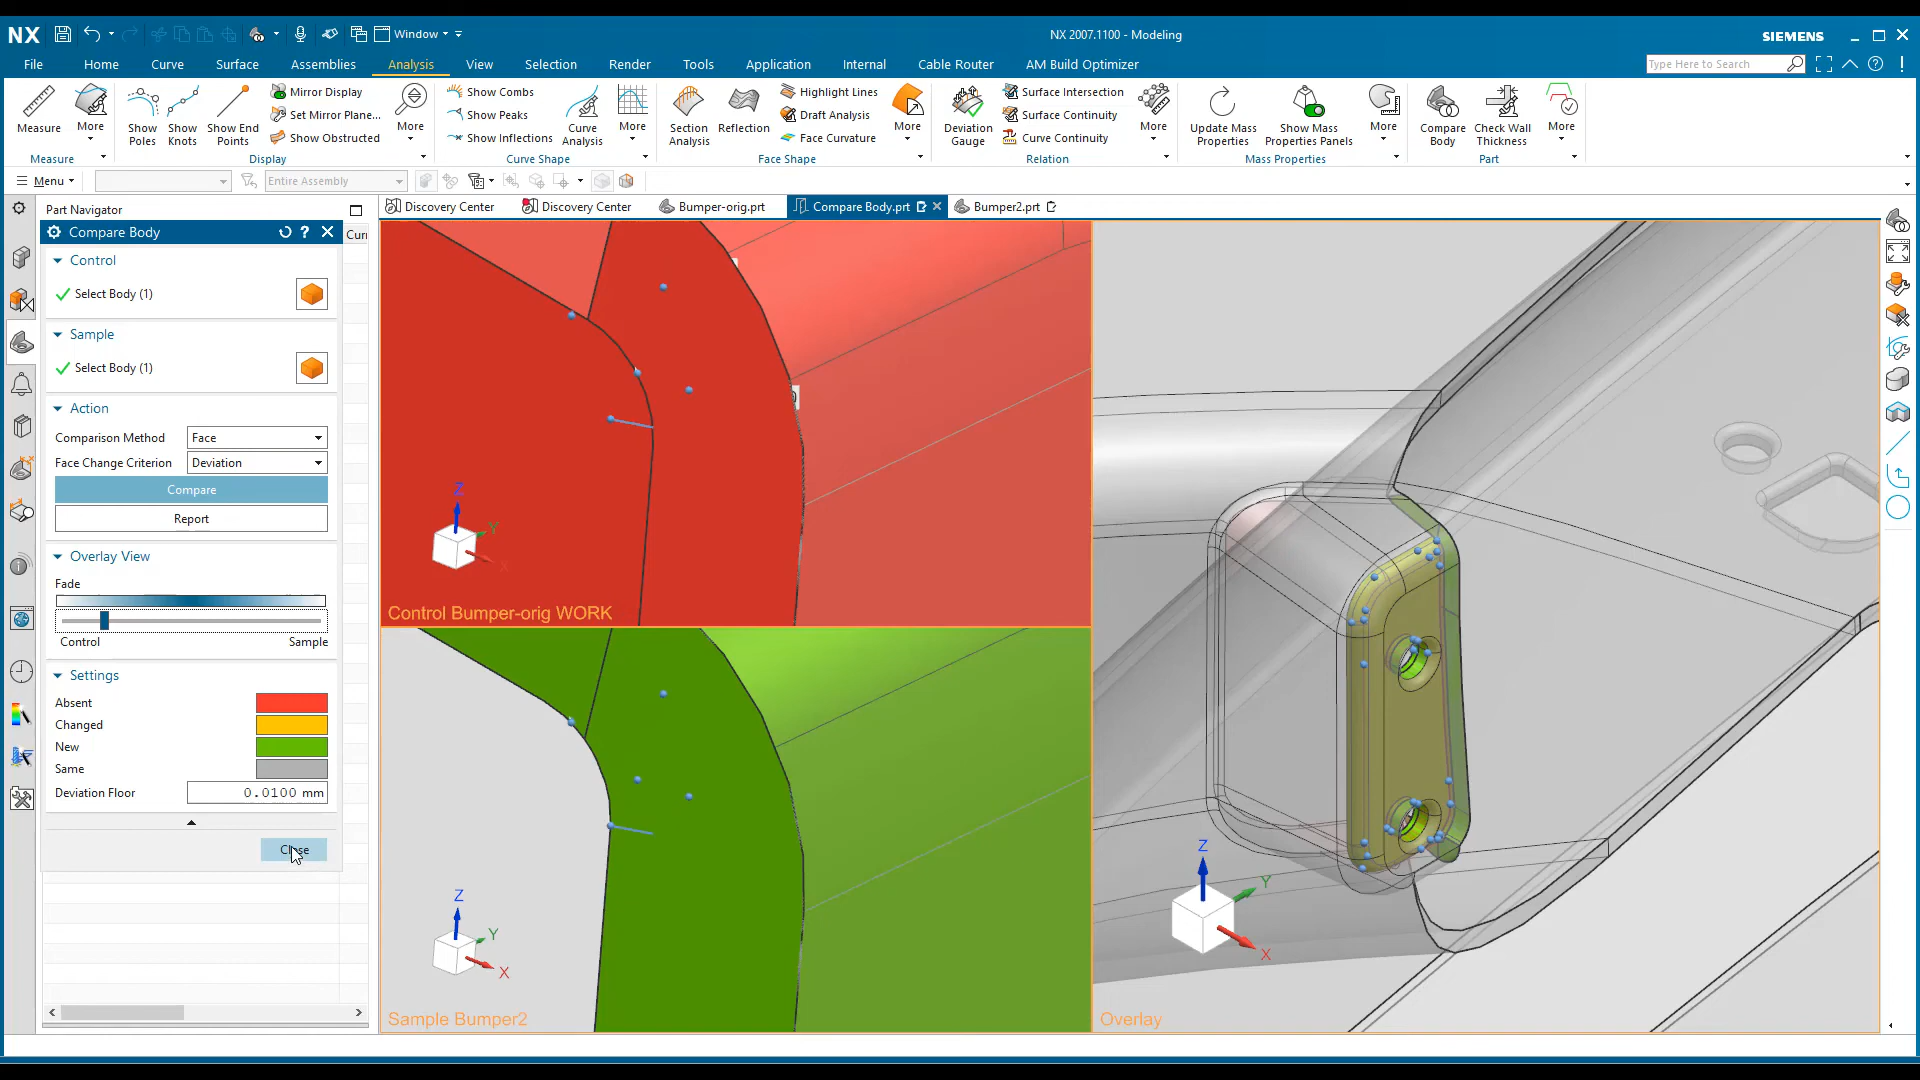 NX
Window
NX 2007.1100 - Modeling
SIEMENS
File
Home
Curve
Surface
Assemblies
Analysis
View
Selection
Render
Tools
Application
Internal
Cable Router
AM Build Optimizer
Type Here to Search
Measure
More
Show Poles
Show Knots
Show End Points
Mirror Display
Set Mirror Plane...
Show Obstructed
More
Show Combs
Show Peaks
Show Inflections
Curve Analysis
More
Section Analysis
Reflection
Highlight Lines
Draft Analysis
Face Curvature
More
Deviation Gauge
Surface Intersection
Surface Continuity
Curve Continuity
More
Update Mass Properties
Show Mass Properties Panels
More
Compare Body
Check Wall Thickness
More
Measure
Display
Curve Shape
Face Shape
Relation
Mass Properties
Part
Menu
Entire Assembly
Part Navigator
Discovery Center
Discovery Center
Bumper-orig.prt
Compare Body.prt
Bumper2.prt
Compare Body
Curr
Control
Select Body (1)
Sample
Select Body (1)
Action
Comparison Method
Face
Face Change Criterion
Deviation
Compare
Report
Overlay View
Fade
Control
Sample
Settings
Absent
Changed
New
Same
Deviation Floor
0.0100 mm
Close
Z
Y
X
Control Bumper-orig WORK
Z
Y
X
Sample Bumper2
Z
Y
X
Overlay